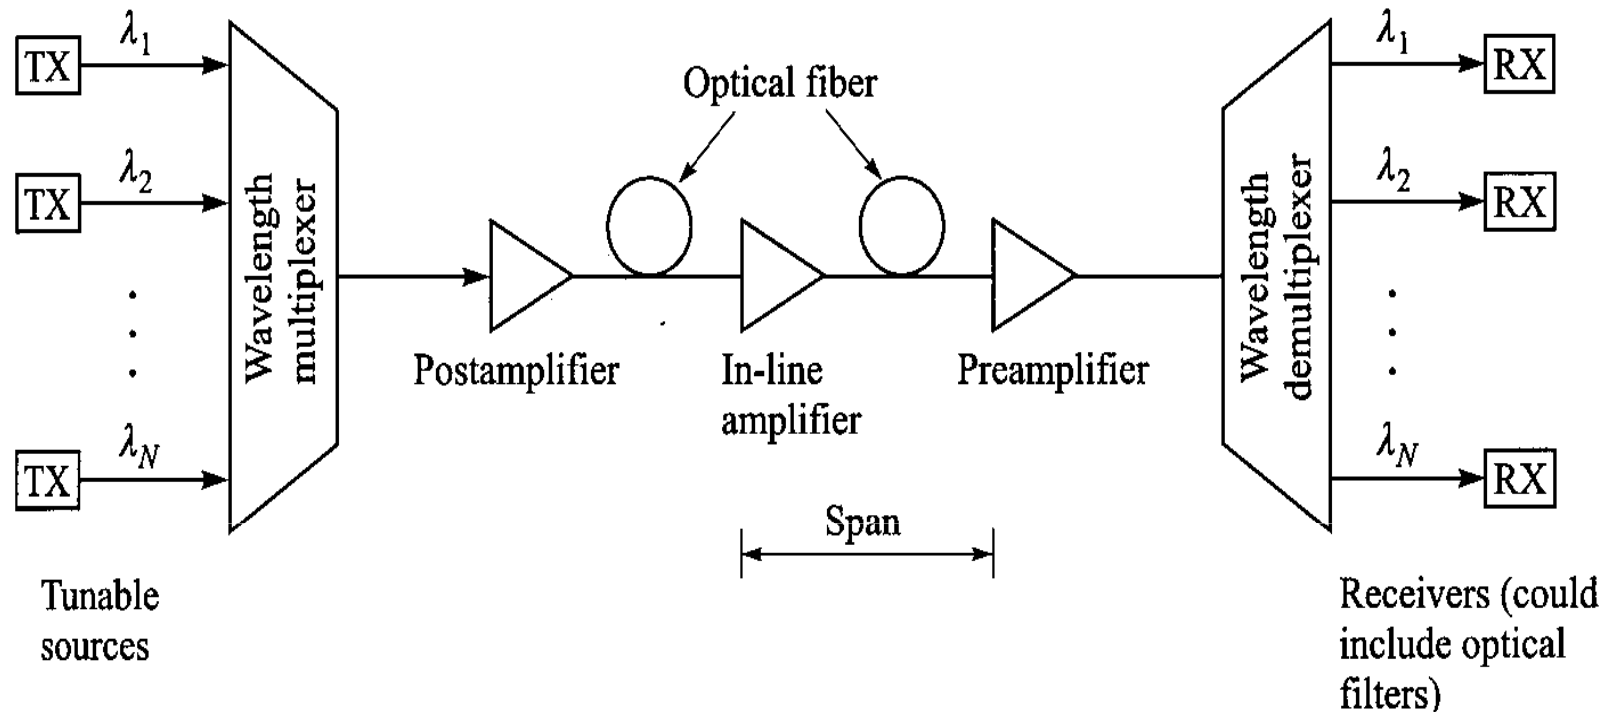 λ1
TX
λ2
TX
λN
TX
Tunable
sources
Wavelength
multiplexer
Optical fiber
Postamplifier
In-line
amplifier
Preamplifier
Span
Wavelength
demultiplexer
λ1
RX
λ2
RX
λN
RX
Receivers (could
include optical
filters)